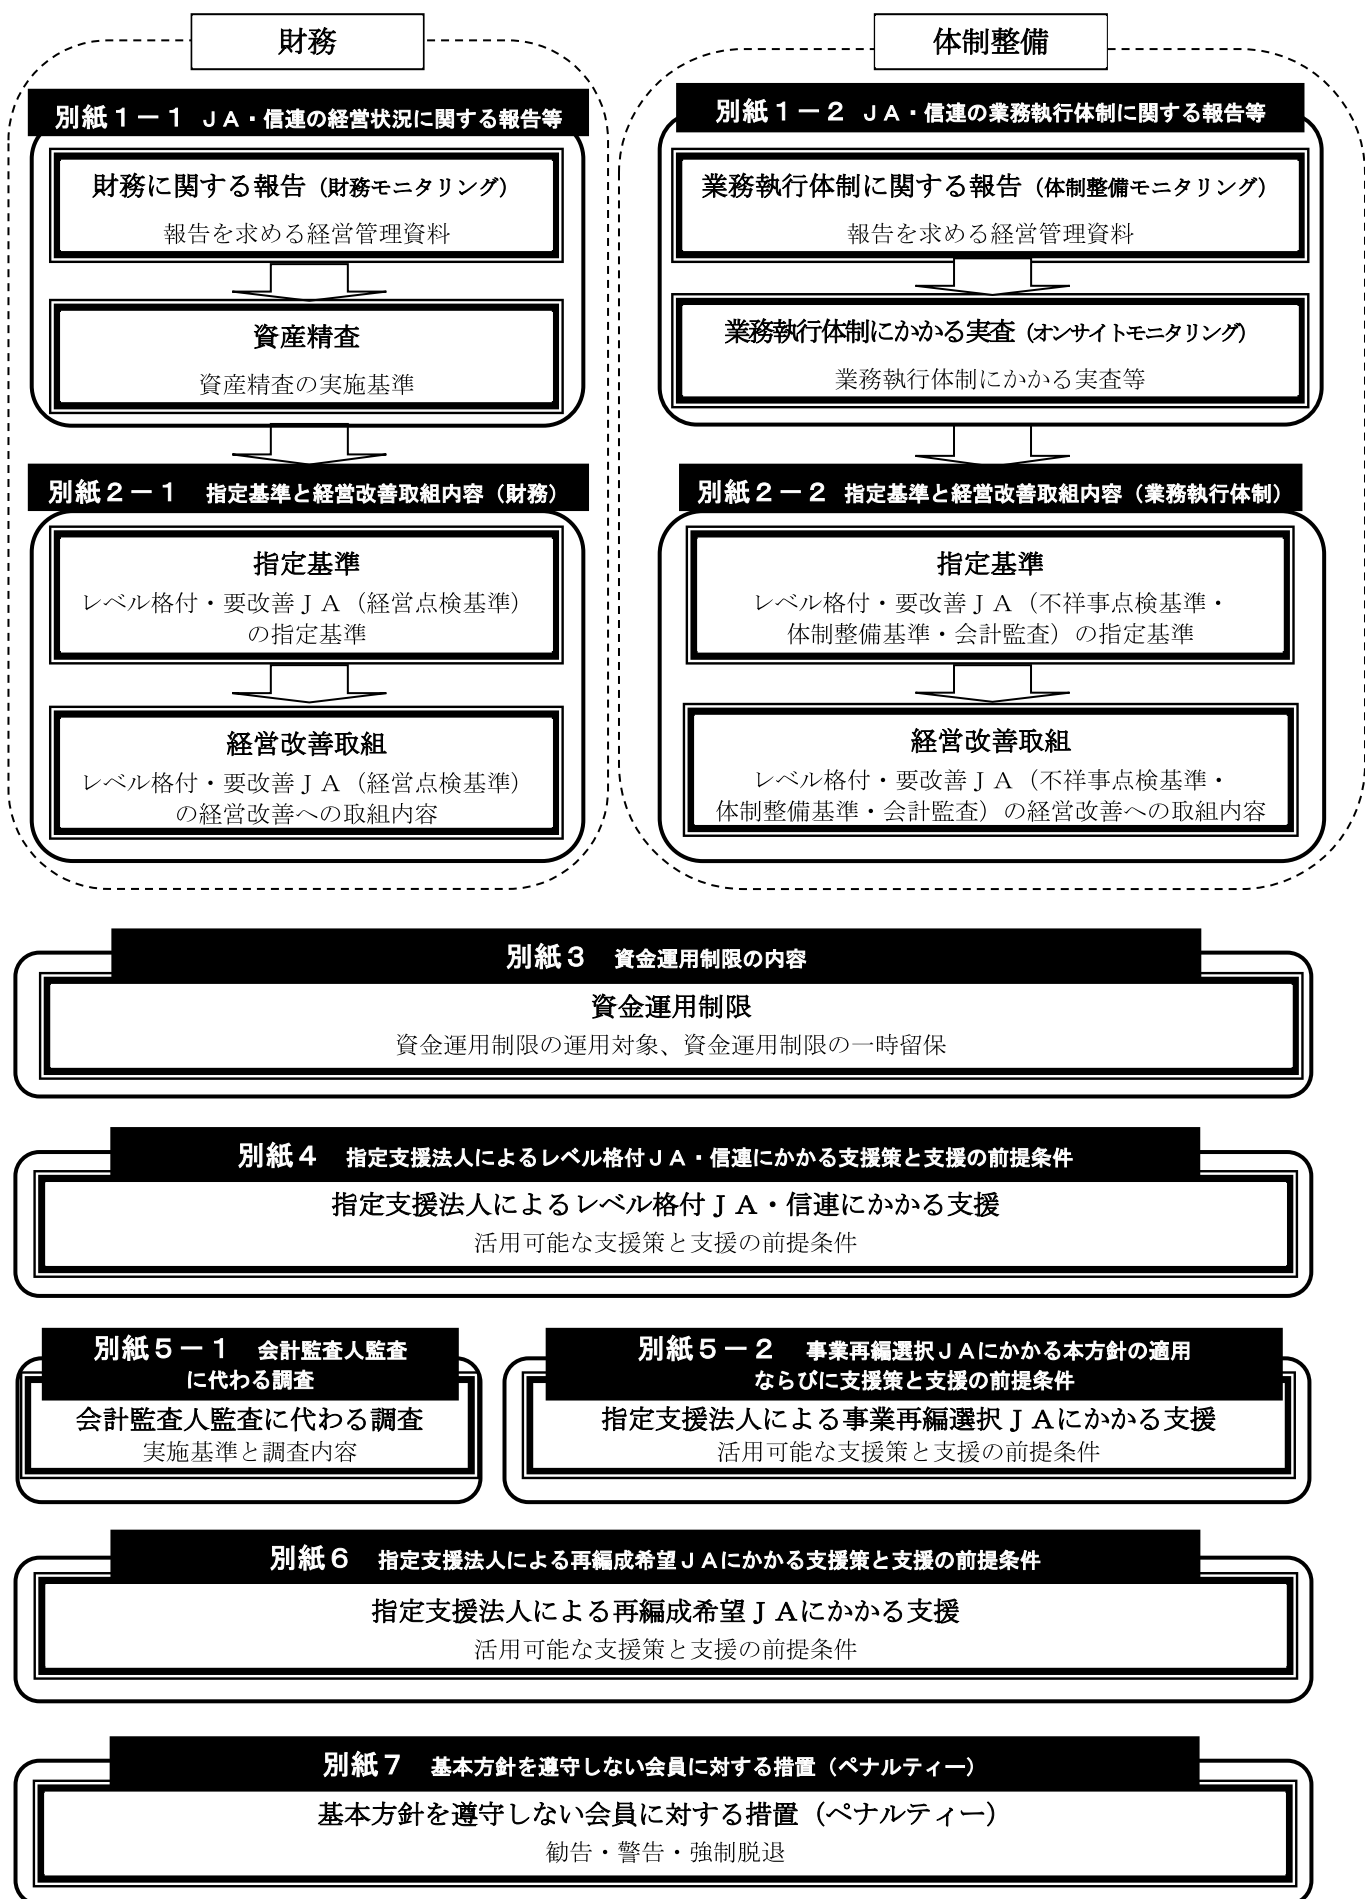 財務
別紙１－１ ＪＡ・信連の経営状況に関する報告等
財務に関する報告（財務モニタリング）
報告を求める経営管理資料
資産精査
資産精査の実施基準
別紙２－１ 指定基準と経営改善取組内容（財務）
指定基準
レベル格付・要改善ＪＡ（経営点検基準）
の指定基準
経営改善取組
レベル格付・要改善ＪＡ（経営点検基準）
の経営改善への取組内容
体制整備
別紙１－２ ＪＡ・信連の業務執行体制に関する報告等
業務執行体制に関する報告（体制整備モニタリング）
報告を求める経営管理資料
業務執行体制にかかる実査（オンサイトモニタリング）
業務執行体制にかかる実査等
別紙２－２ 指定基準と経営改善取組内容（業務執行体制）
指定基準
レベル格付・要改善ＪＡ（不祥事点検基準・
体制整備基準・会計監査）の指定基準
経営改善取組
レベル格付・要改善ＪＡ（不祥事点検基準・
体制整備基準・会計監査）の経営改善への取組内容
別紙３ 資金運用制限の内容
資金運用制限
資金運用制限の運用対象、資金運用制限の一時留保
別紙４ 指定支援法人によるレベル格付ＪＡ・信連にかかる支援策と支援の前提条件
指定支援法人によるレベル格付ＪＡ・信連にかかる支援
活用可能な支援策と支援の前提条件
別紙５－１ 会計監査人監査
に代わる調査
会計監査人監査に代わる調査
実施基準と調査内容
別紙５－２ 事業再編選択ＪＡにかかる本方針の適用
ならびに支援策と支援の前提条件
指定支援法人による事業再編選択ＪＡにかかる支援
活用可能な支援策と支援の前提条件
別紙６ 指定支援法人による再編成希望ＪＡにかかる支援策と支援の前提条件
指定支援法人による再編成希望ＪＡにかかる支援
活用可能な支援策と支援の前提条件
別紙７ 基本方針を遵守しない会員に対する措置（ペナルティー）
基本方針を遵守しない会員に対する措置（ペナルティー）
勧告・警告・強制脱退